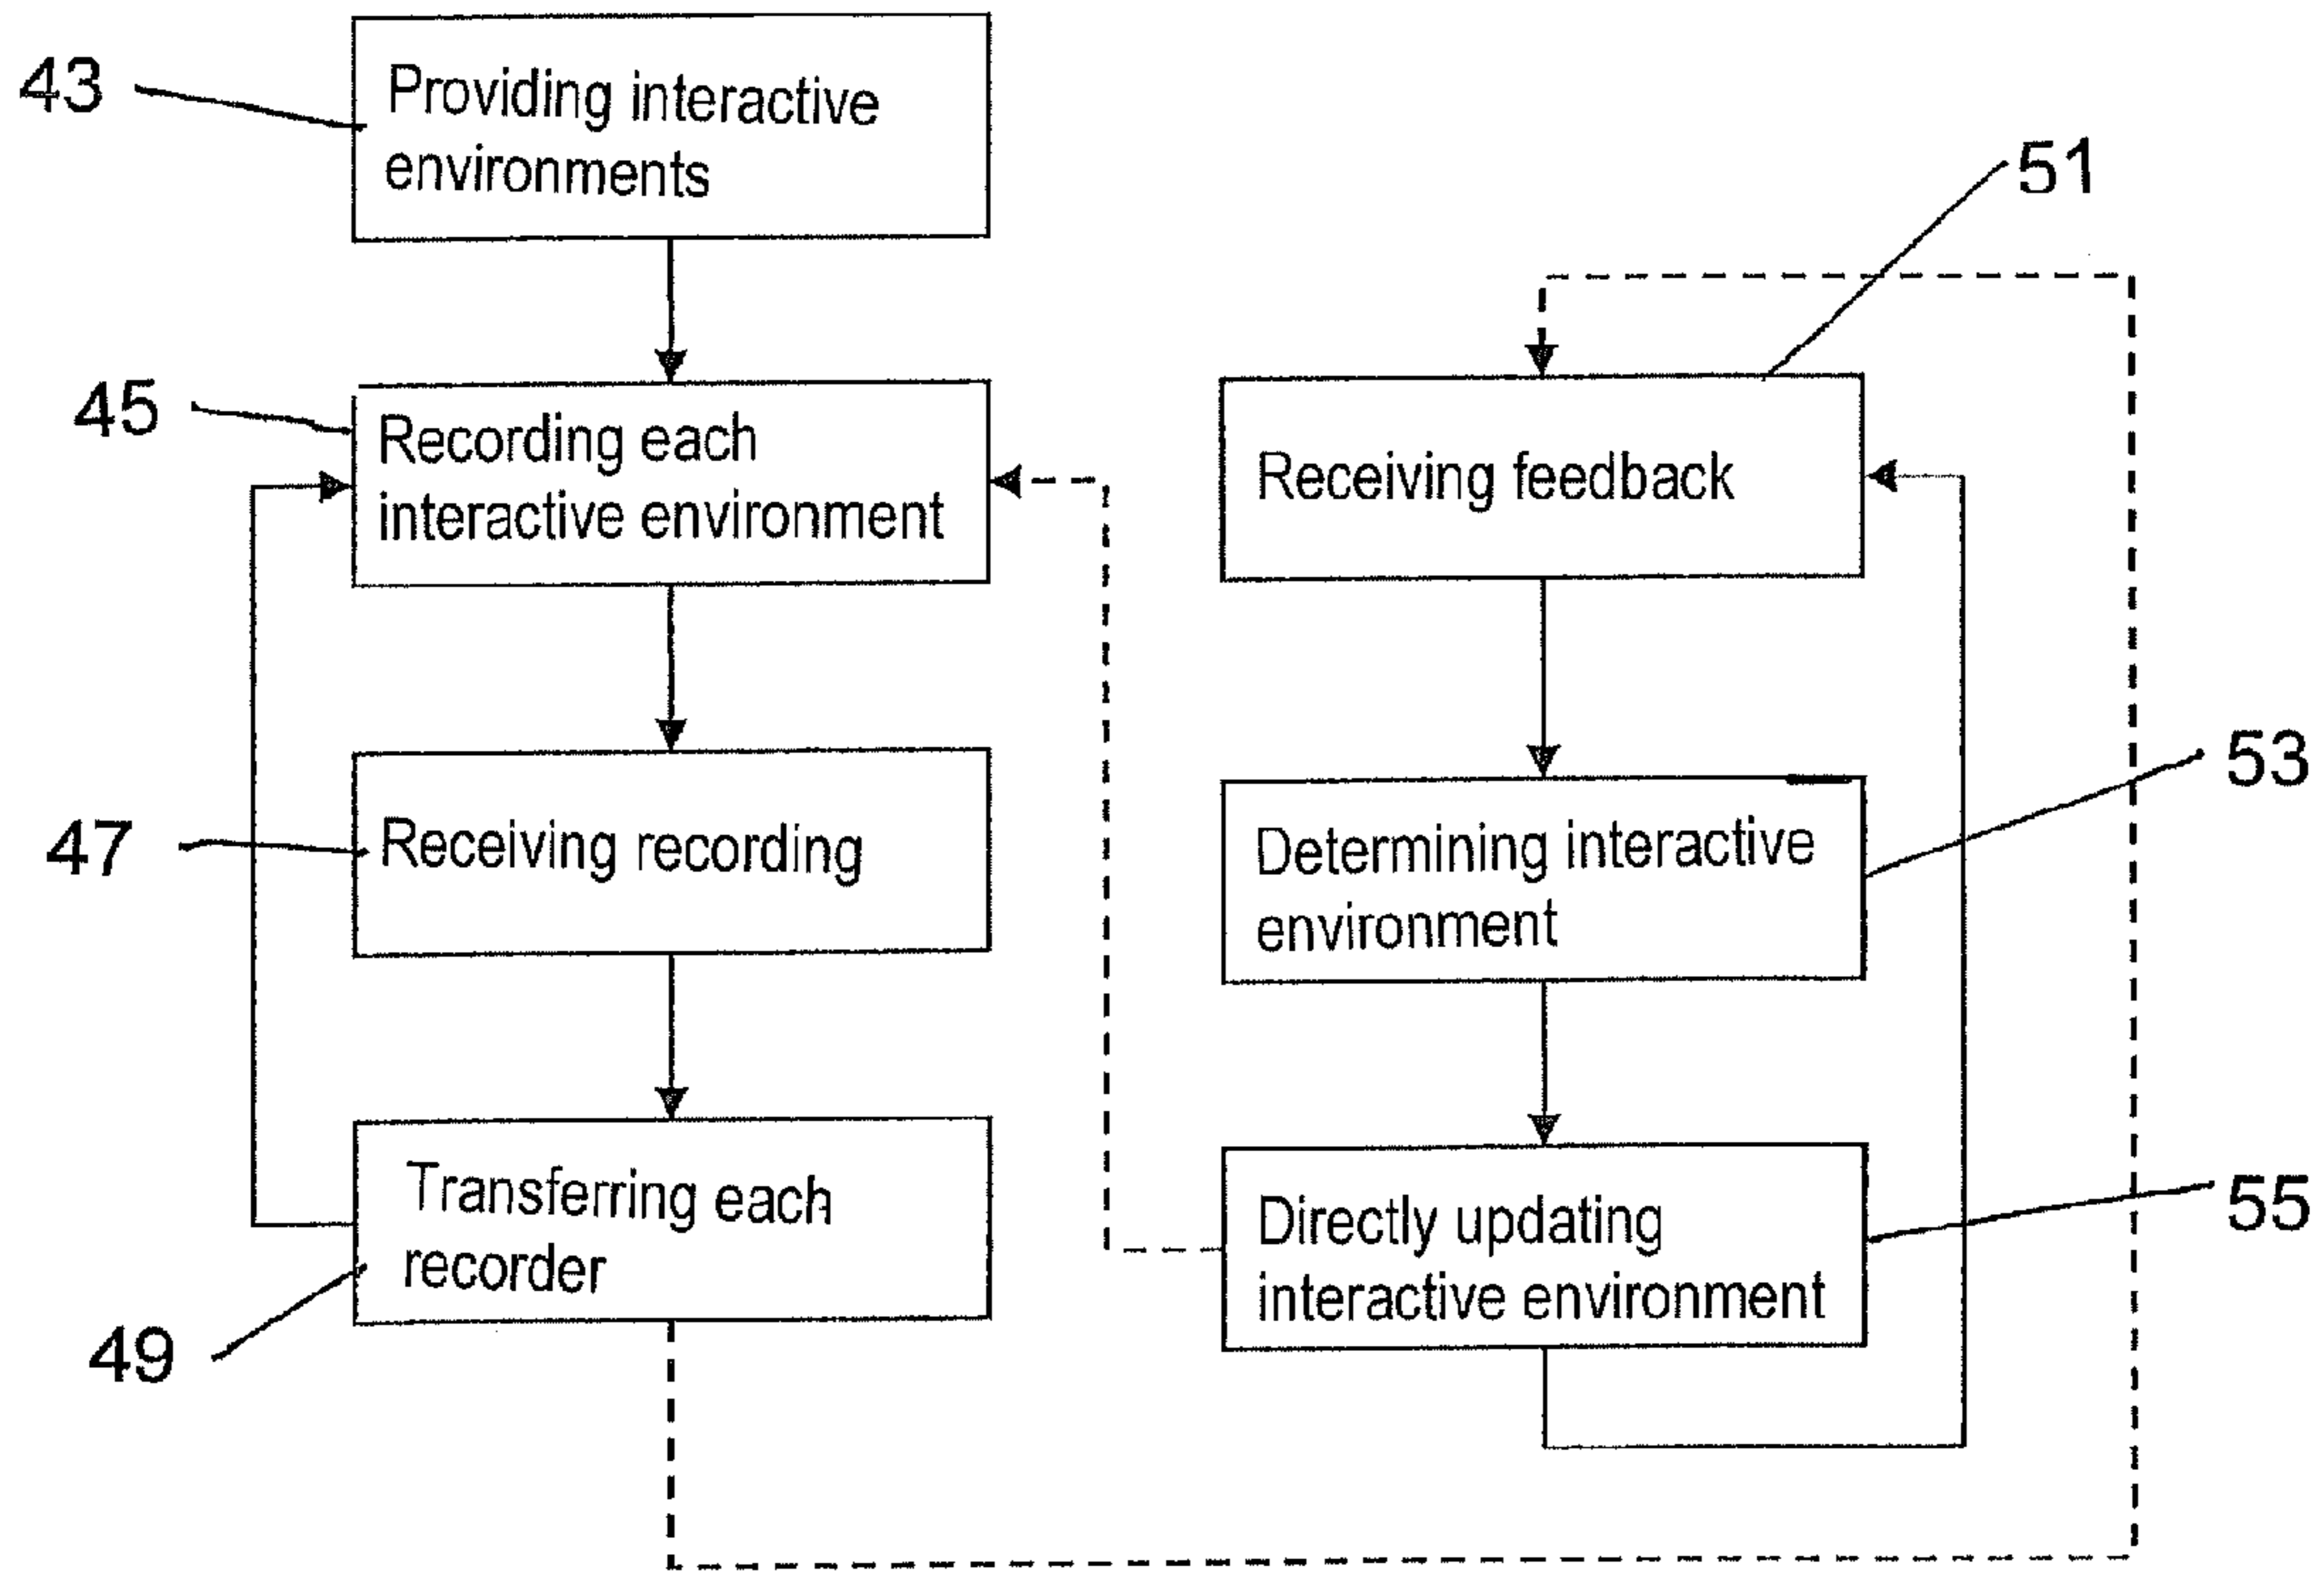 43
Providing interactive
environments
45
Recording each
interactive environment
47
Receiving recording
49
Transferring each
recorder
51
Receiving feedback
53
Determining interactive
environment
55
Directly updating
interactive environment